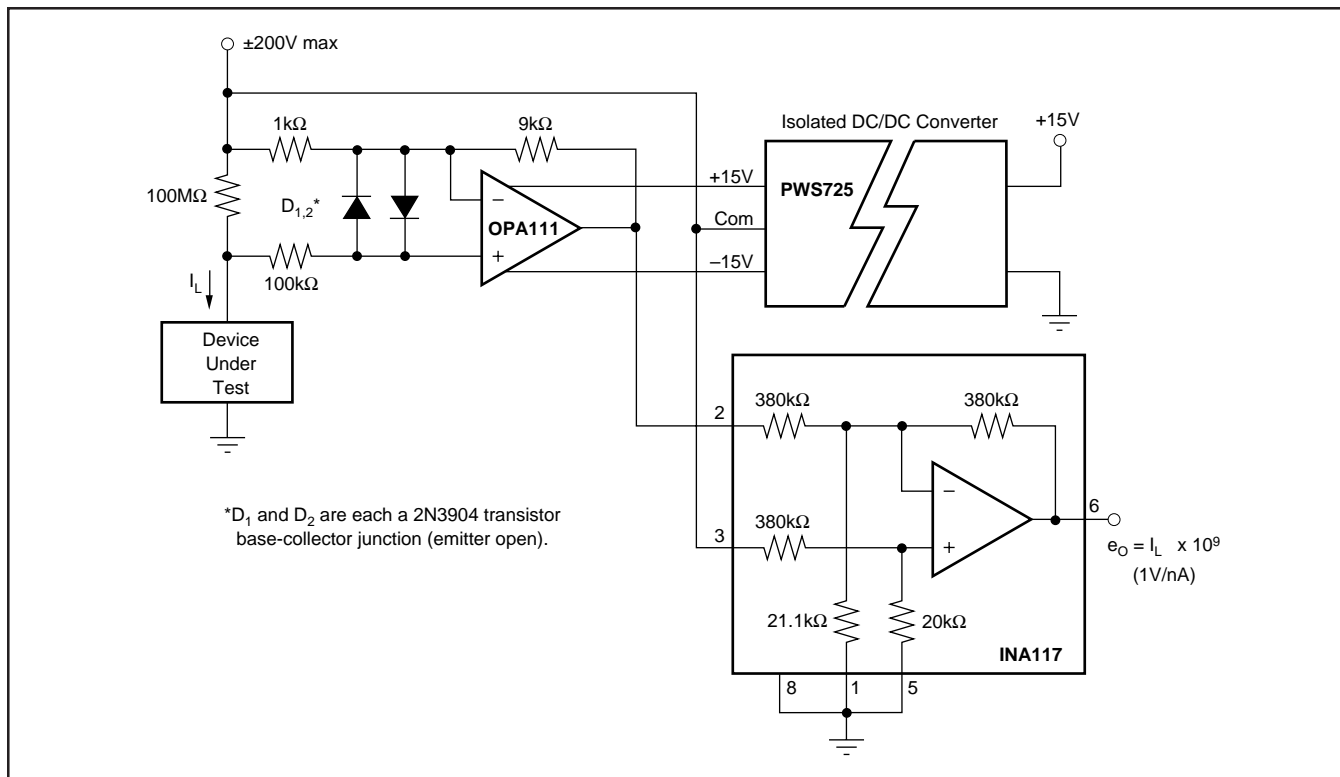 ±200V max
1kΩ
9kΩ
100MΩ
D1,2*
100kΩ
IL
–
OPA111
+
Device
Under
Test
Isolated DC/DC Converter
+15V
+15V
PWS725
Com
–15V
380kΩ
380kΩ
2
–
6
380kΩ
3
+
eO = IL x 10⁹
(1V/nA)
21.1kΩ
20kΩ
INA117
8
1
5
*D1 and D2 are each a 2N3904 transistor
base-collector junction (emitter open).